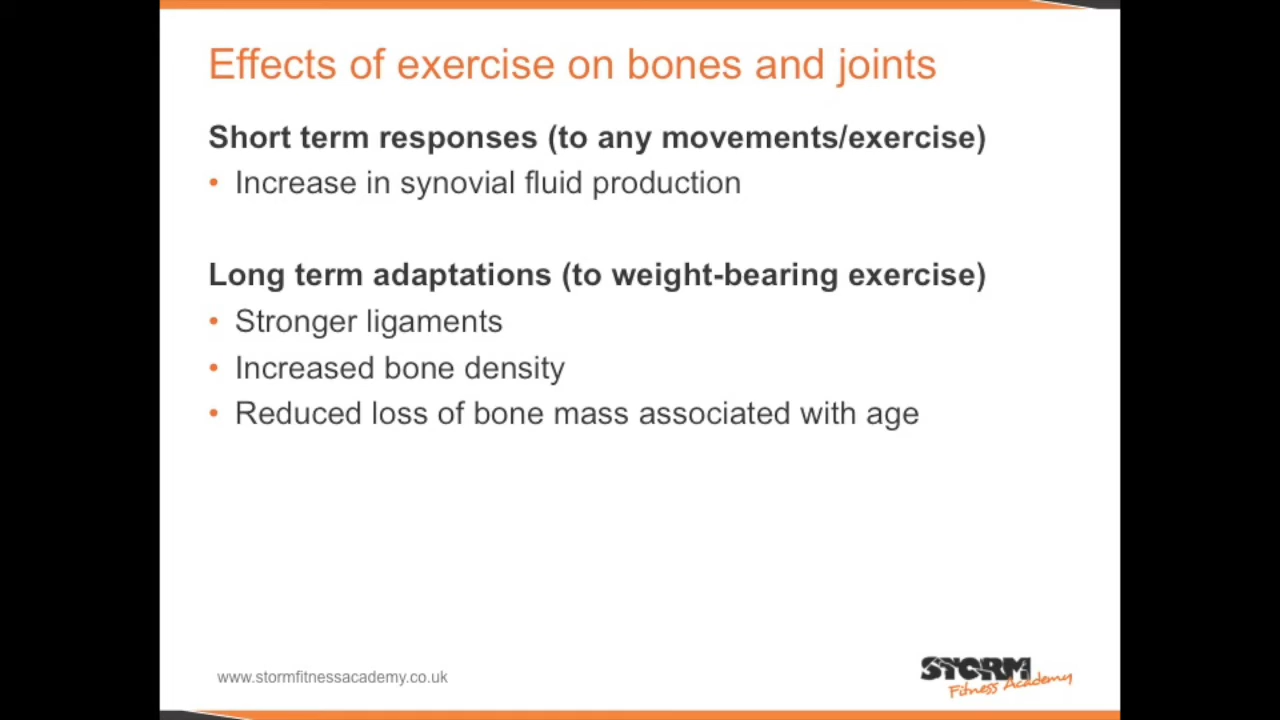 Effects of exercise on bones and joints
Short term responses (to any movements/exercise)
• Increase in synovial fluid production
Long term adaptations (to weight-bearing exercise)
• Stronger ligaments
• Increased bone density
• Reduced loss of bone mass associated with age
www.stormfitnessacademy.co.uk
STORM
Fitness Academy